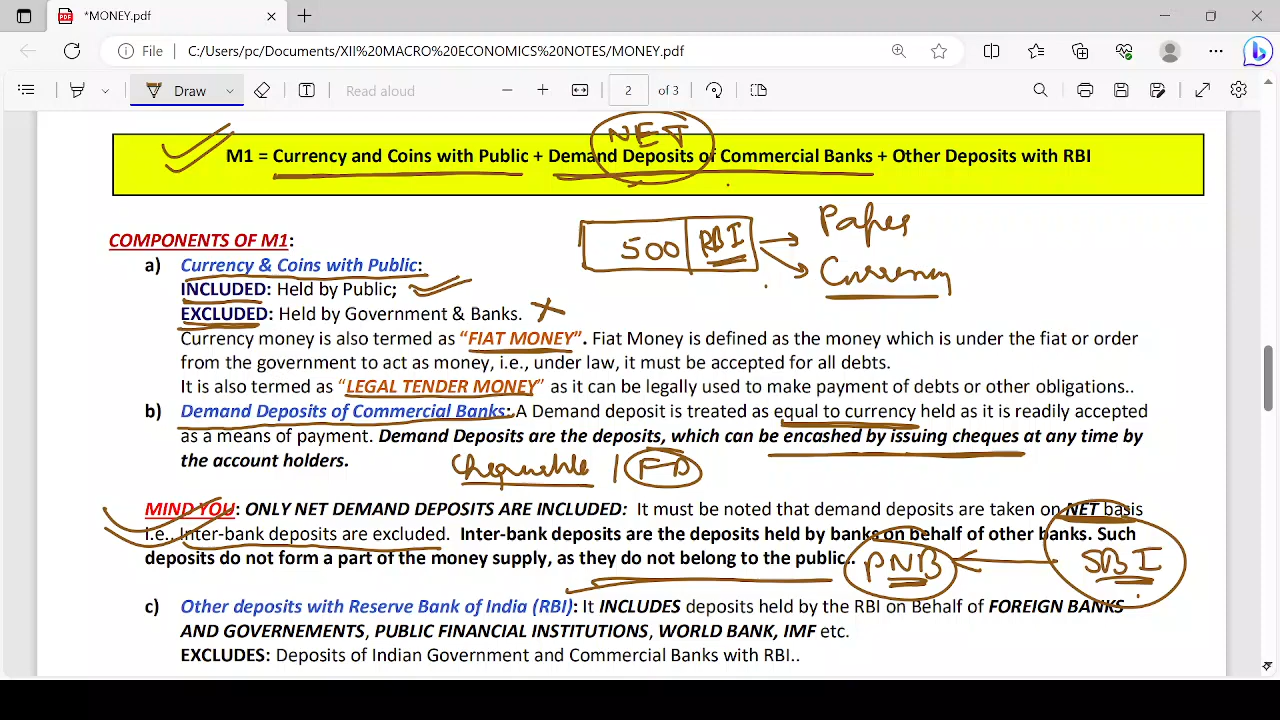 *MONEY.pdf
File C:/Users/pc/Documents/XII%20MACRO%20ECONOMICS%20NOTES/MONEY.pdf
Draw Read aloud 2 of 3
NET
M1 = Currency and Coins with Public + Demand Deposits of Commercial Banks + Other Deposits with RBI
500 RBI Paper
Currency
COMPONENTS OF M1:
a) Currency & Coins with Public:
INCLUDED: Held by Public;
EXCLUDED: Held by Government & Banks.
Currency money is also termed as “FIAT MONEY”. Fiat Money is defined as the money which is under the fiat or order
from the government to act as money, i.e., under law, it must be accepted for all debts.
It is also termed as “LEGAL TENDER MONEY” as it can be legally used to make payment of debts or other obligations..
b) Demand Deposits of Commercial Banks: A Demand deposit is treated as equal to currency held as it is readily accepted
as a means of payment. Demand Deposits are the deposits, which can be encashed by issuing cheques at any time by
the account holders.
Chequable | FD
MIND YOU: ONLY NET DEMAND DEPOSITS ARE INCLUDED: It must be noted that demand deposits are taken on NET basis
i.e.. Inter-bank deposits are excluded. Inter-bank deposits are the deposits held by banks on behalf of other banks. Such
deposits do not form a part of the money supply, as they do not belong to the public..
PNB SBI
c) Other deposits with Reserve Bank of India (RBI): It INCLUDES deposits held by the RBI on Behalf of FOREIGN BANKS
AND GOVERNEMENTS, PUBLIC FINANCIAL INSTITUTIONS, WORLD BANK, IMF etc.
EXCLUDES: Deposits of Indian Government and Commercial Banks with RBI..